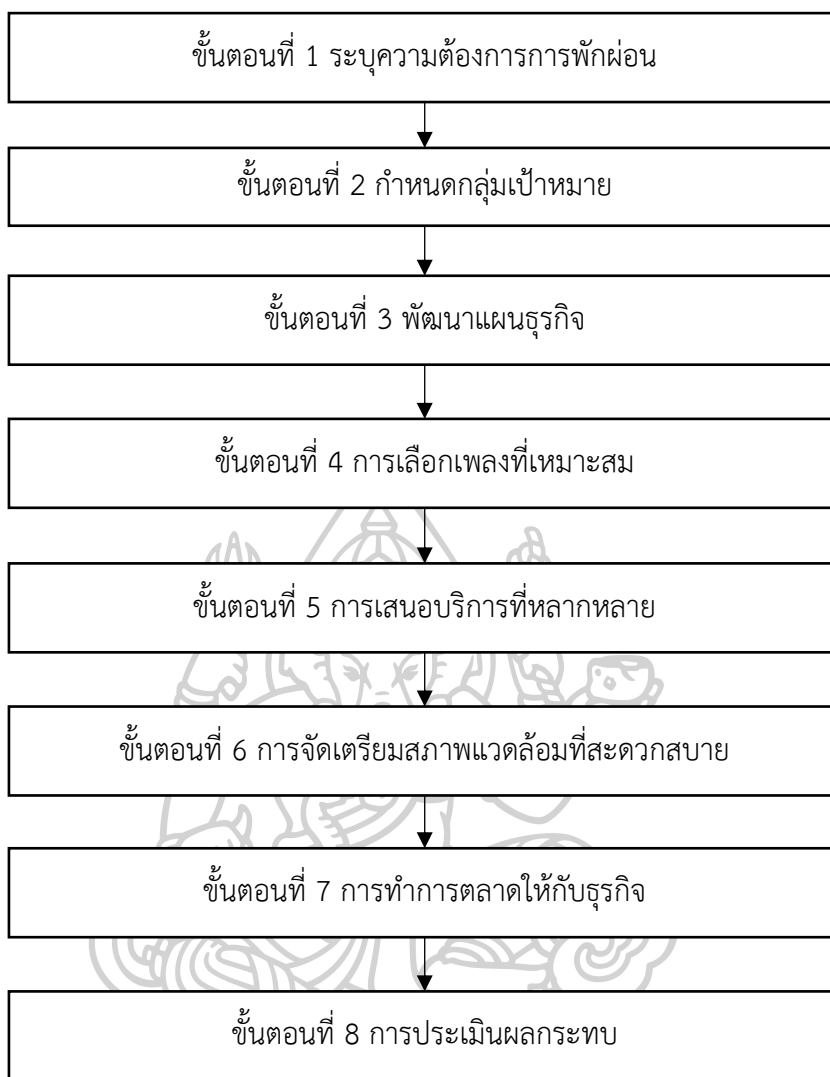 ขั้นตอนที่ 1 ระบุความต้องการการพักผ่อน
ขั้นตอนที่ 2 กำหนดกลุ่มเป้าหมาย
ขั้นตอนที่ 3 พัฒนาแผนธุรกิจ
ขั้นตอนที่ 4 การเลือกเพลงที่เหมาะสม
ขั้นตอนที่ 5 การเสนอบริการที่หลากหลาย
ขั้นตอนที่ 6 การจัดเตรียมสภาพแวดล้อมที่สะดวกสบาย
ขั้นตอนที่ 7 การทำการตลาดให้กับธุรกิจ
ขั้นตอนที่ 8 การประเมินผลกระทบ